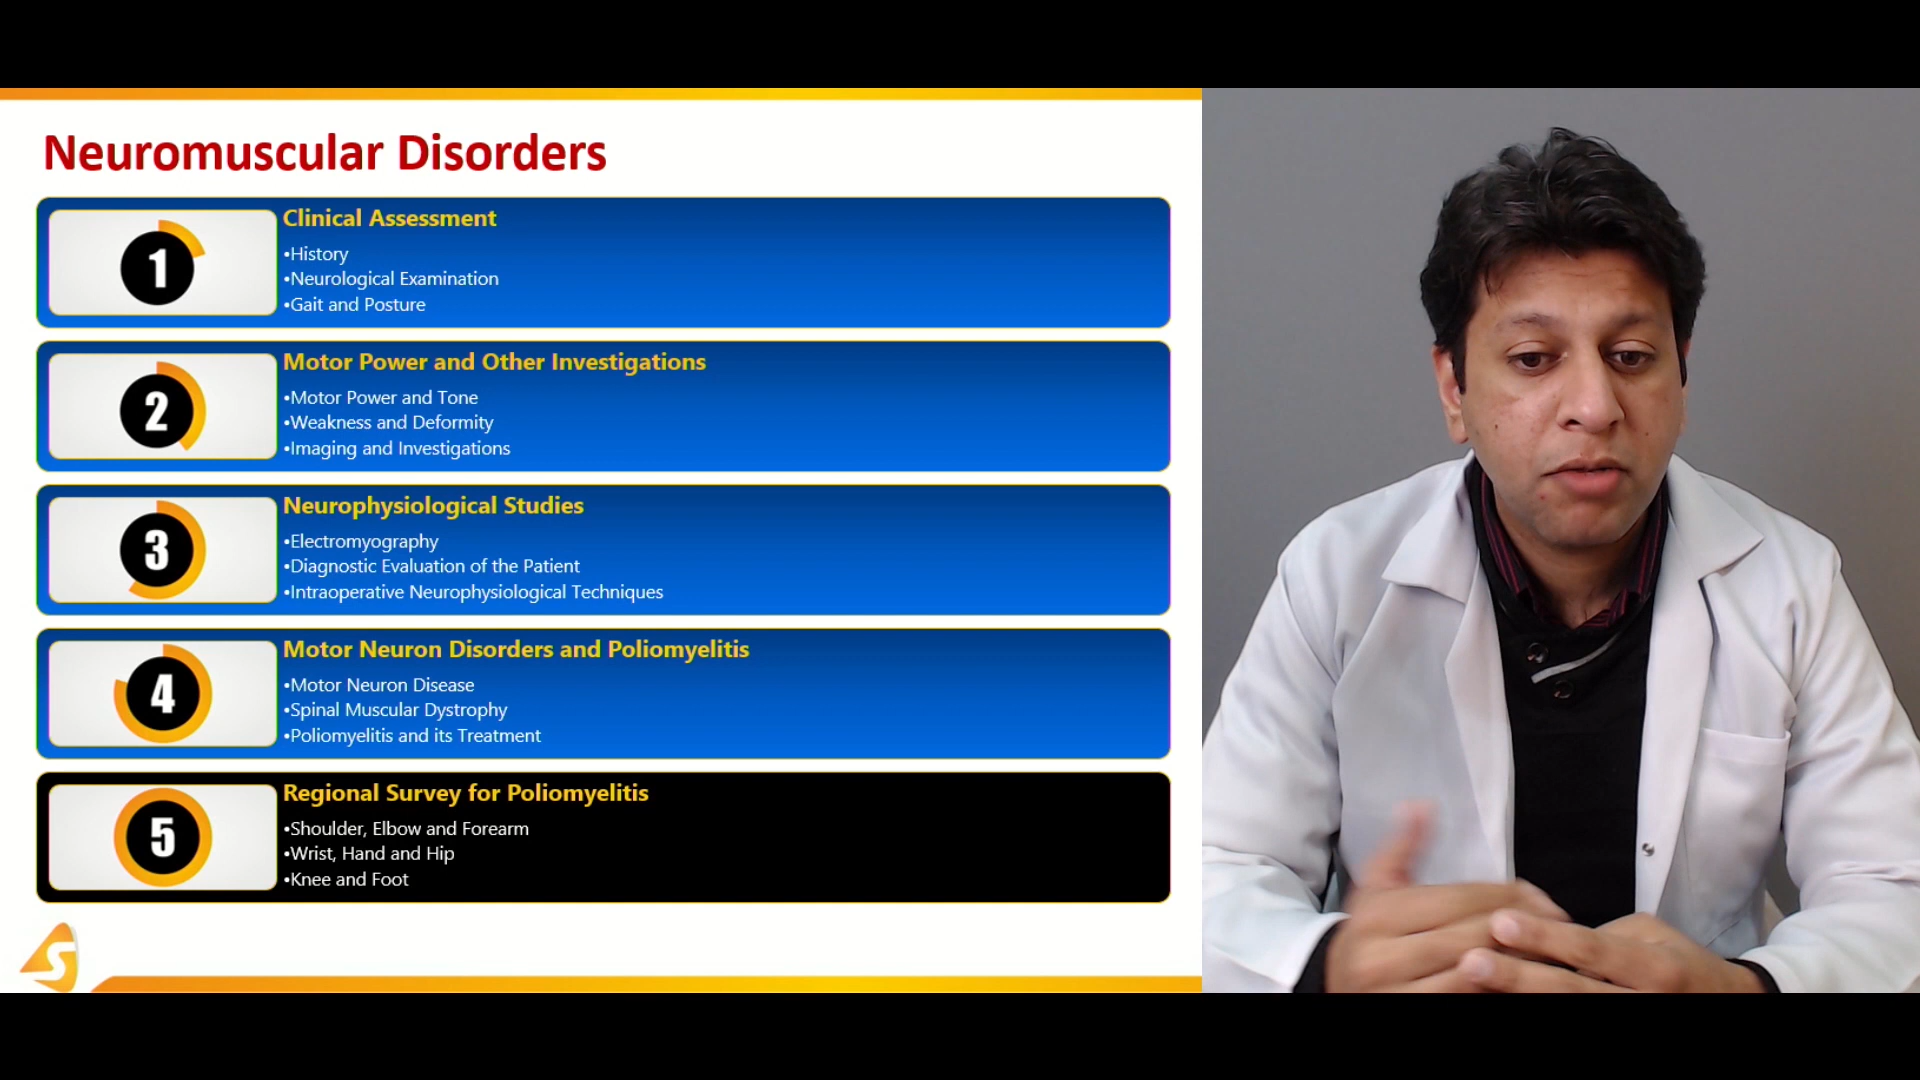 Neuromuscular Disorders
1
Clinical Assessment
•History
•Neurological Examination
•Gait and Posture
2
Motor Power and Other Investigations
•Motor Power and Tone
•Weakness and Deformity
•Imaging and Investigations
3
Neurophysiological Studies
•Electromyography
•Diagnostic Evaluation of the Patient
•Intraoperative Neurophysiological Techniques
4
Motor Neuron Disorders and Poliomyelitis
•Motor Neuron Disease
•Spinal Muscular Dystrophy
•Poliomyelitis and its Treatment
5
Regional Survey for Poliomyelitis
•Shoulder, Elbow and Forearm
•Wrist, Hand and Hip
•Knee and Foot
S